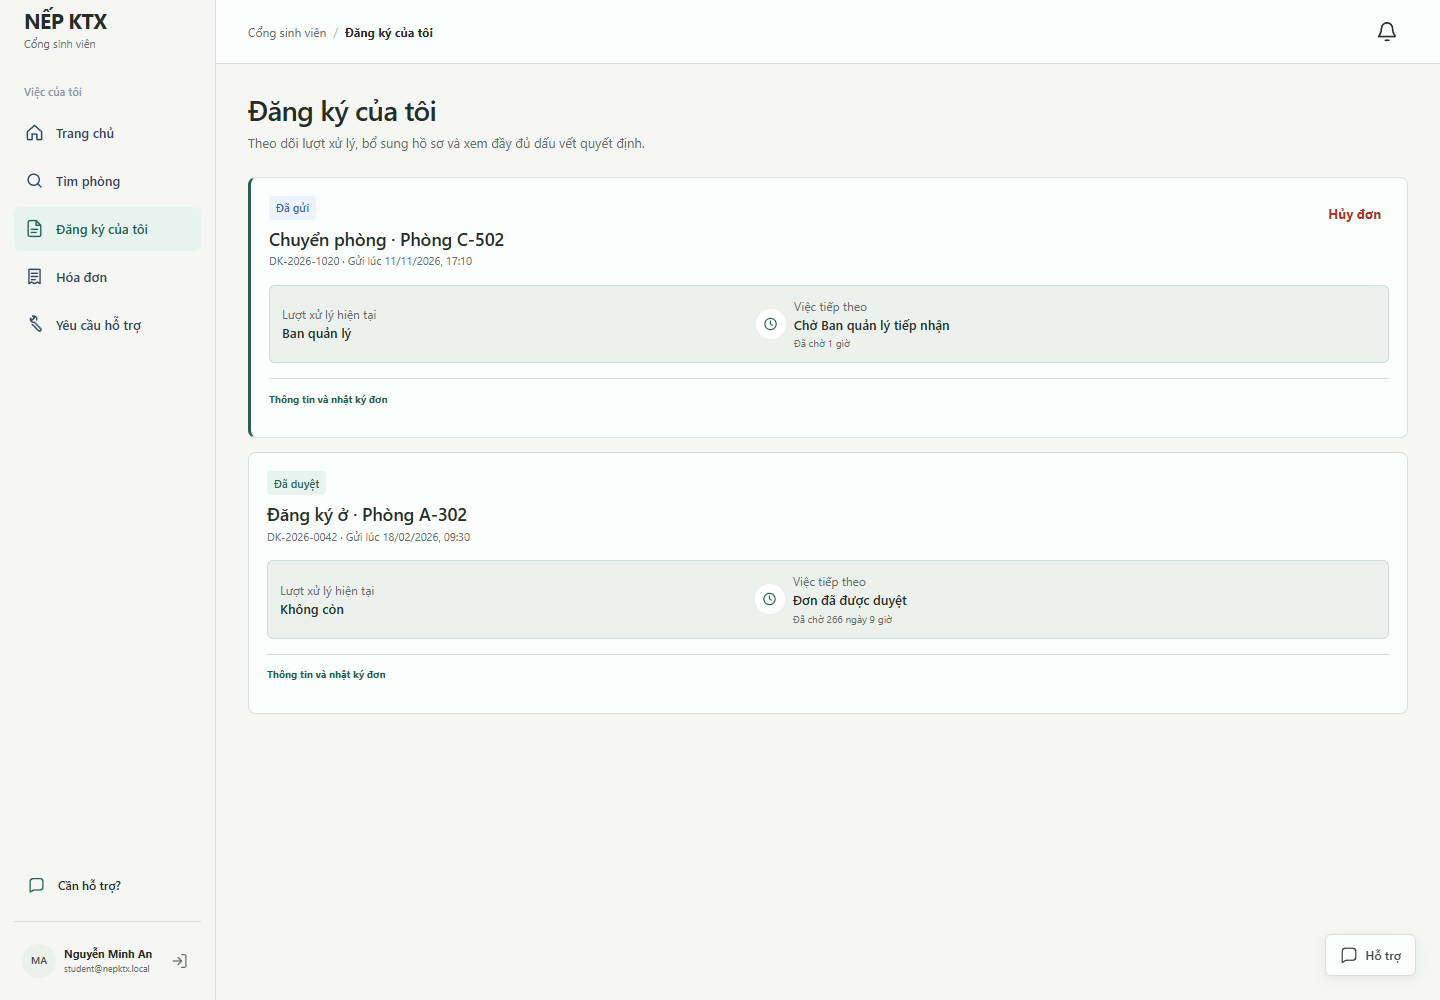 NẾP KTX
Cổng sinh viên
Việc của tôi
Trang chủ
Tìm phòng
Đăng ký của tôi
Hóa đơn
Yêu cầu hỗ trợ
Cần hỗ trợ?
MA
Nguyễn Minh An
student@nepktx.local
Cổng sinh viên / Đăng ký của tôi
Đăng ký của tôi
Theo dõi lượt xử lý, bổ sung hồ sơ và xem đầy đủ dấu vết quyết định.
Đã gửi
Hủy đơn
Chuyển phòng · Phòng C-502
DK-2026-1020 · Gửi lúc 11/11/2026, 17:10
Lượt xử lý hiện tại
Ban quản lý
Việc tiếp theo
Chờ Ban quản lý tiếp nhận
Đã chờ 1 giờ
Thông tin và nhật ký đơn
Đã duyệt
Đăng ký ở · Phòng A-302
DK-2026-0042 · Gửi lúc 18/02/2026, 09:30
Lượt xử lý hiện tại
Không còn
Việc tiếp theo
Đơn đã được duyệt
Đã chờ 266 ngày 9 giờ
Thông tin và nhật ký đơn
Hỗ trợ